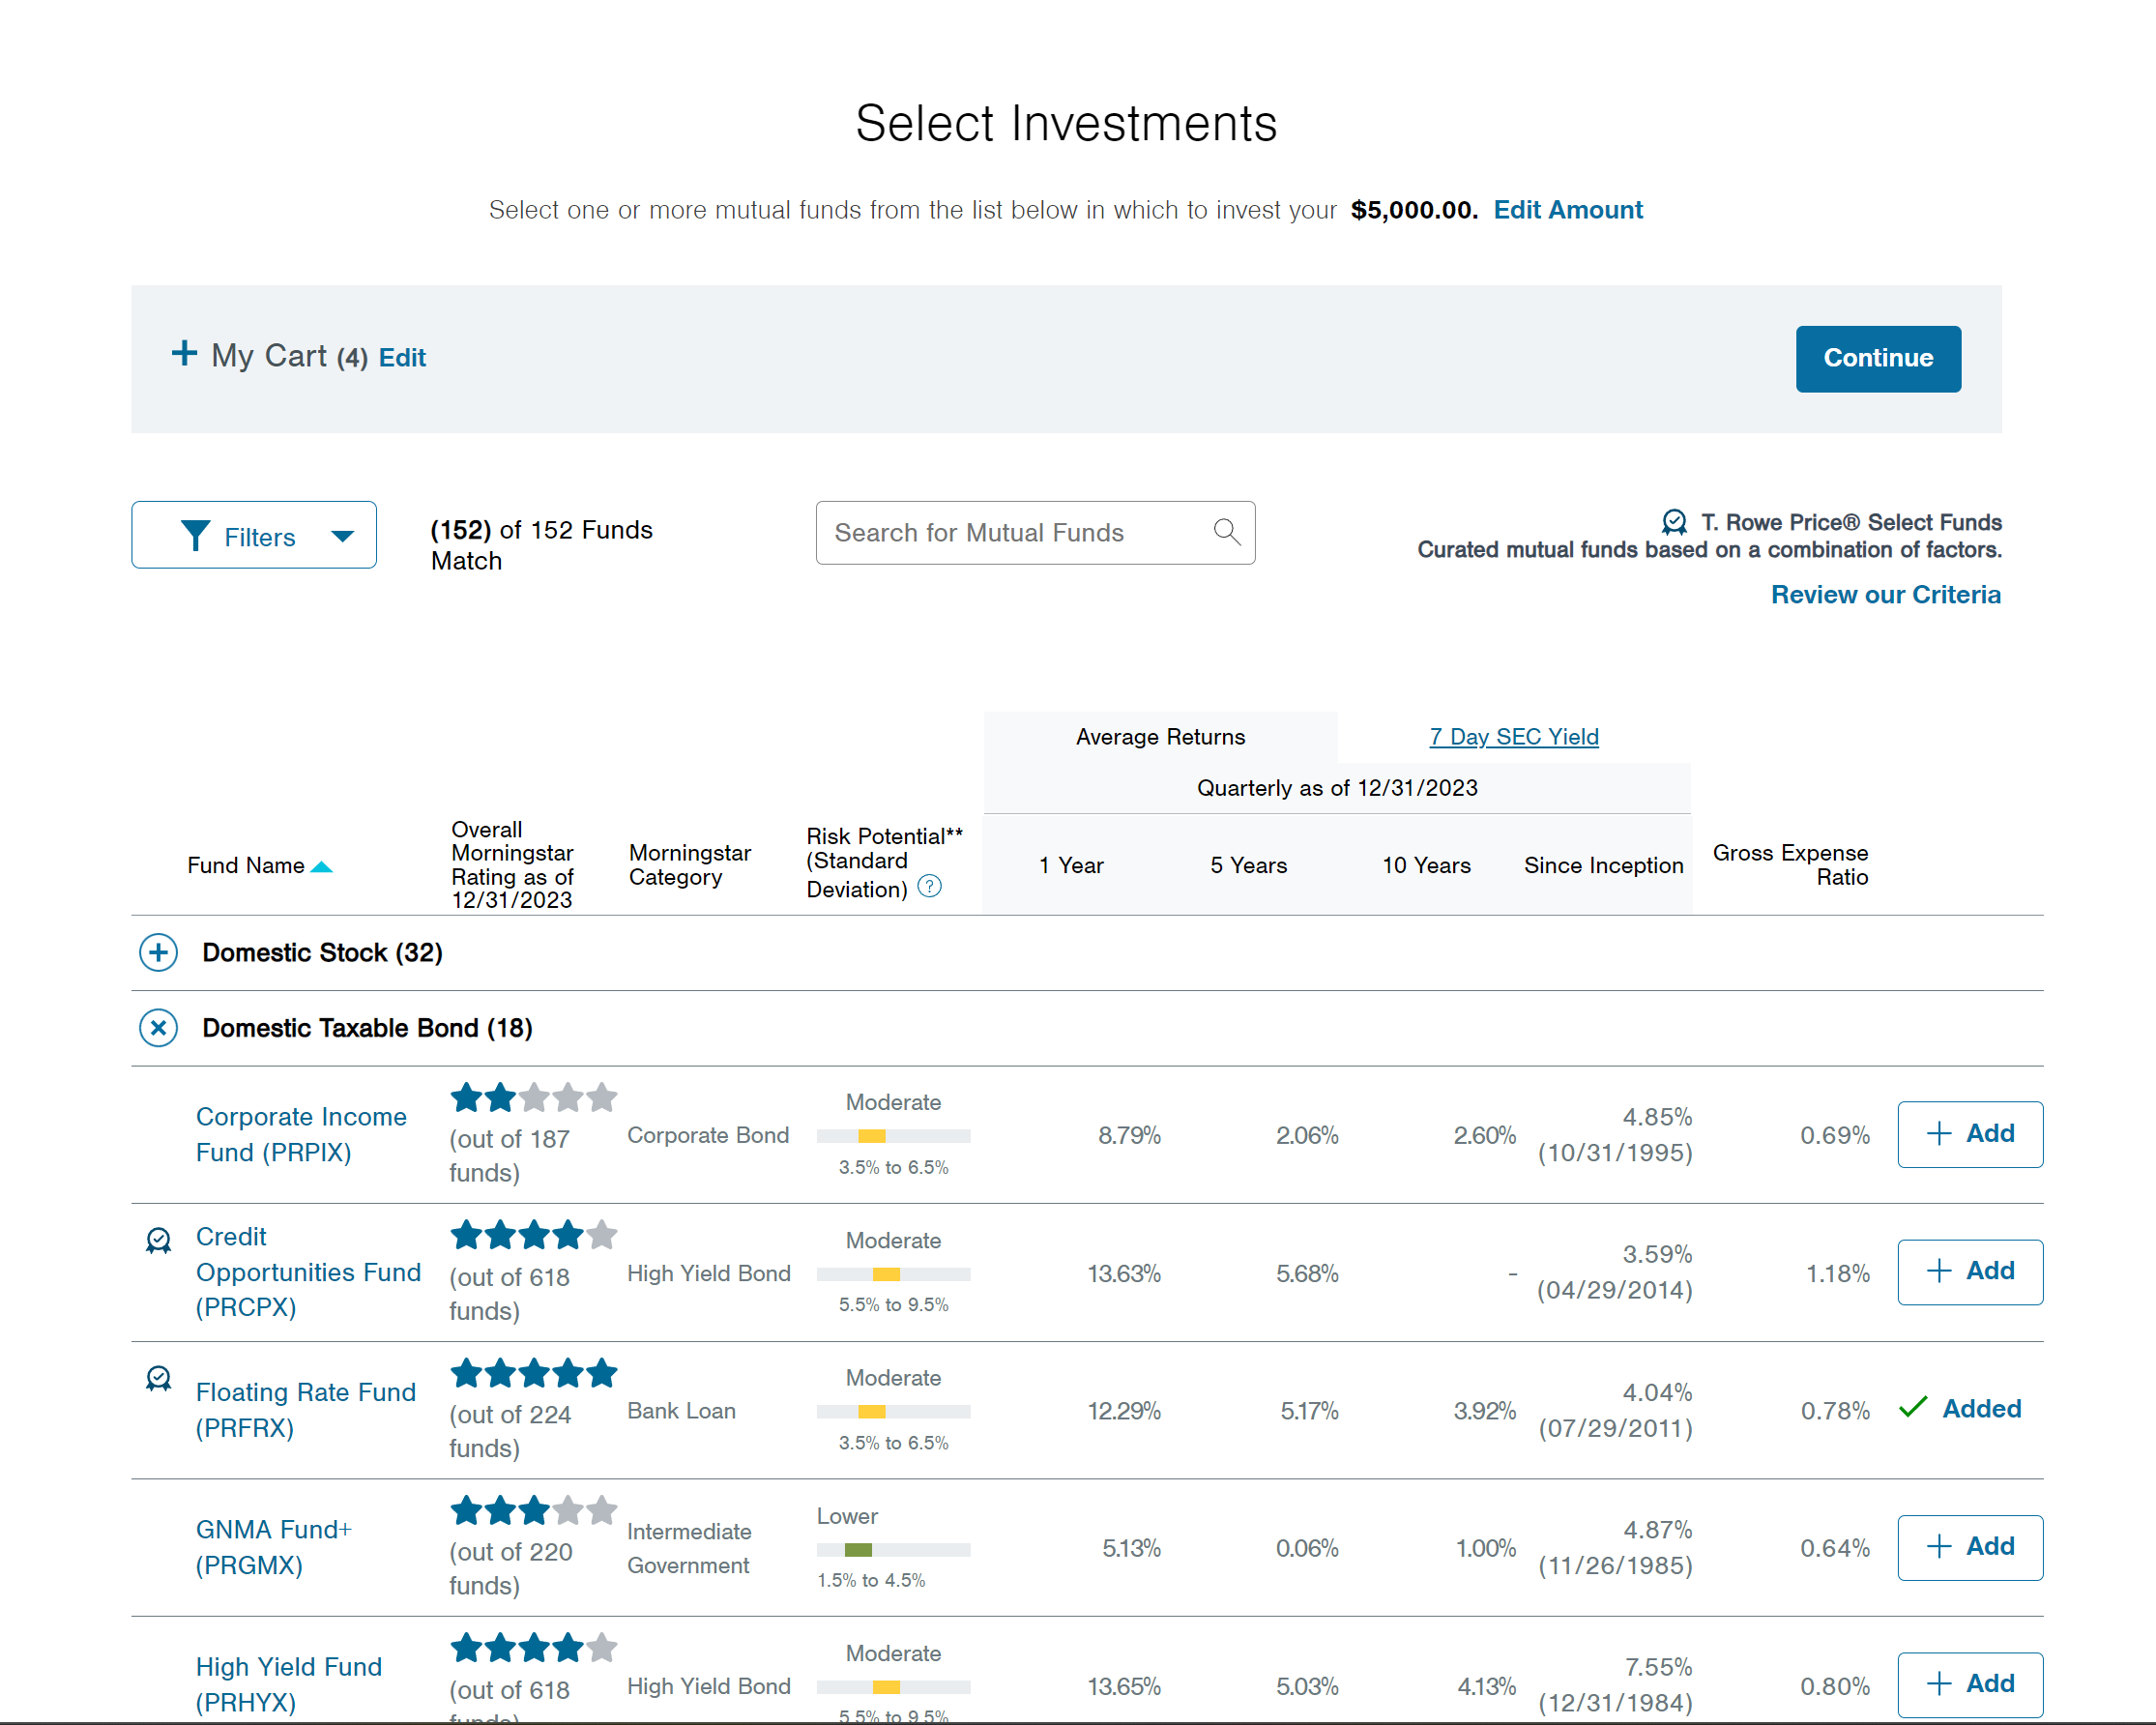 Select Investments
Select one or more mutual funds from the list below in which to invest your $5,000.00. Edit Amount
+ My Cart (4) Edit
Continue
Filters
(152) of 152 Funds
Match
Search for Mutual Funds
T. Rowe Price® Select Funds
Curated mutual funds based on a combination of factors.
Review our Criteria
Average Returns
7 Day SEC Yield
Quarterly as of 12/31/2023
Fund Name
Overall
Morningstar
Rating as of
12/31/2023
Morningstar
Category
Risk Potential**
(Standard
Deviation) ?
1 Year
5 Years
10 Years
Since Inception
Gross Expense
Ratio
Domestic Stock (32)
Domestic Taxable Bond (18)
Corporate Income
Fund (PRPIX)
(out of 187
funds)
Corporate Bond
Moderate
3.5% to 6.5%
8.79%
2.06%
2.60%
4.85%
(10/31/1995)
0.69%
+ Add
Credit
Opportunities Fund
(PRCPX)
(out of 618
funds)
High Yield Bond
Moderate
5.5% to 9.5%
13.63%
5.68%
-
3.59%
(04/29/2014)
1.18%
+ Add
Floating Rate Fund
(PRFRX)
(out of 224
funds)
Bank Loan
Moderate
3.5% to 6.5%
12.29%
5.17%
3.92%
4.04%
(07/29/2011)
0.78%
Added
GNMA Fund+
(PRGMX)
(out of 220
funds)
Intermediate
Government
Lower
1.5% to 4.5%
5.13%
0.06%
1.00%
4.87%
(11/26/1985)
0.64%
+ Add
High Yield Fund
(PRHYX)
(out of 618
funds)
High Yield Bond
Moderate
5.5% to 9.5%
13.65%
5.03%
4.13%
7.55%
(12/31/1984)
0.80%
+ Add